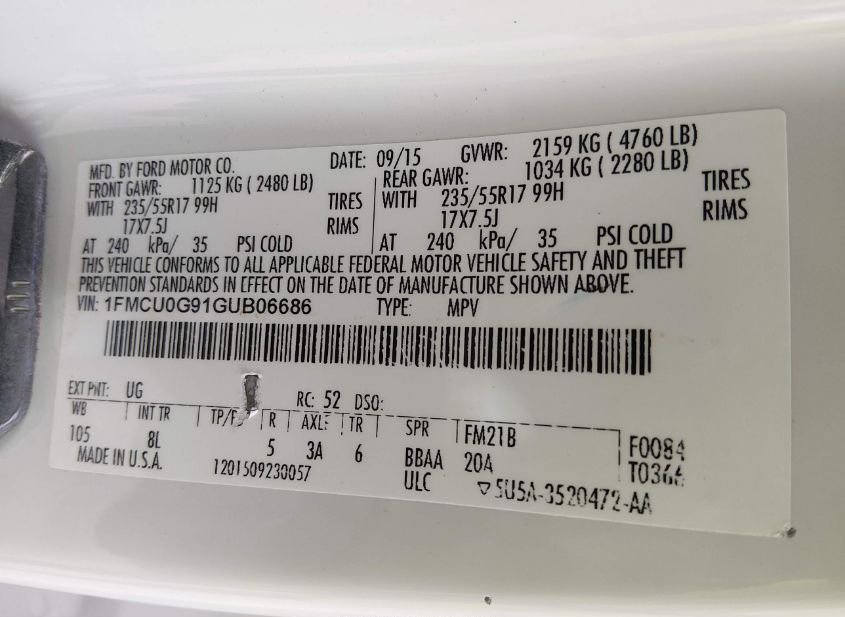 MFD. BY FORD MOTOR CO. DATE: 09/15 GVWR: 2159 KG ( 4760 LB)
FRONT GAWR: 1125 KG ( 2480 LB) REAR GAWR: 1034 KG ( 2280 LB)
WITH 235/55R17 99H TIRES WITH 235/55R17 99H TIRES
17X7.5J RIMS 17X7.5J RIMS
AT 240 kPa/ 35 PSI COLD AT 240 kPa/ 35 PSI COLD
THIS VEHICLE CONFORMS TO ALL APPLICABLE FEDERAL MOTOR VEHICLE SAFETY AND THEFT
PREVENTION STANDARDS IN EFFECT ON THE DATE OF MANUFACTURE SHOWN ABOVE.
VIN: 1FMCU0G91GUB06686 TYPE: MPV
EXT PNT: UG RC: 52 DSO:
WB INT TR R AXLE TR SPR FM21B
105 8L 5 3A 6 BBAA 20A F0084
MADE IN U.S.A. 1201509230057 ULC 5U5A-3520472-AA